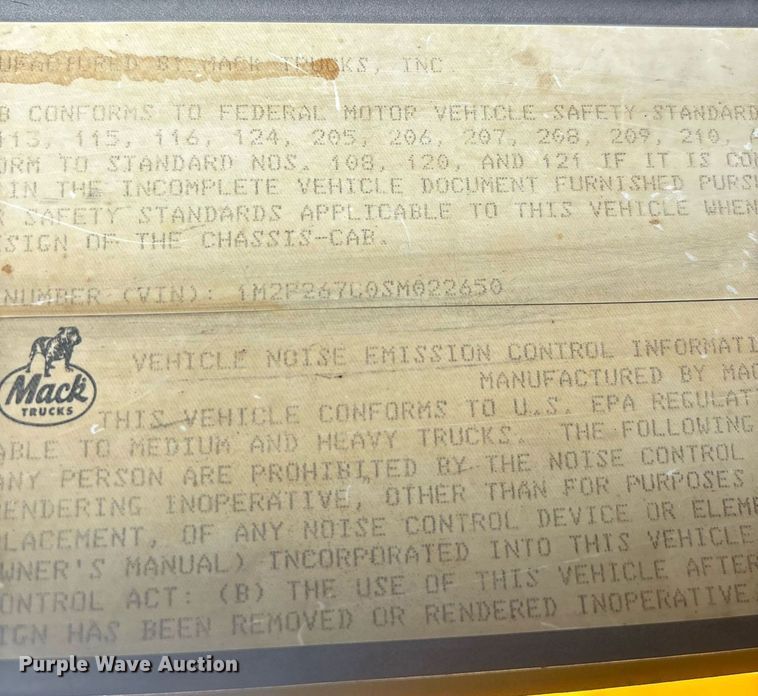 UFACTURED BY MACK TRUCKS, INC.
B CONFORMS TO FEDERAL MOTOR VEHICLE SAFETY STANDARD
113, 115, 116, 124, 205, 206, 207, 208, 209, 210,
ORM TO STANDARD NOS. 108, 120, AND 121 IF IT IS CO
IN THE INCOMPLETE VEHICLE DOCUMENT FURNISHED PURS
R SAFETY STANDARDS APPLICABLE TO THIS VEHICLE WHEN
SIGN OF THE CHASSIS-CAB.
NUMBER (VIN): 1M2P267C0SM022650
Mack
TRUCKS
VEHICLE NOISE EMISSION CONTROL INFORMATI
MANUFACTURED BY MAC
THIS VEHICLE CONFORMS TO U.S. EPA REGULAT
ABLE TO MEDIUM AND HEAVY TRUCKS. THE FOLLOWING
ANY PERSON ARE PROHIBITED BY THE NOISE CONTROL
RENDERING INOPERATIVE, OTHER THAN FOR PURPOSES
PLACEMENT, OF ANY NOISE CONTROL DEVICE OR ELEME
WNER'S MANUAL) INCORPORATED INTO THIS VEHICLE
ONTROL ACT: (B) THE USE OF THIS VEHICLE AFTER
IGN HAS BEEN REMOVED OR RENDERED INOPERATIVE
Purple Wave Auction